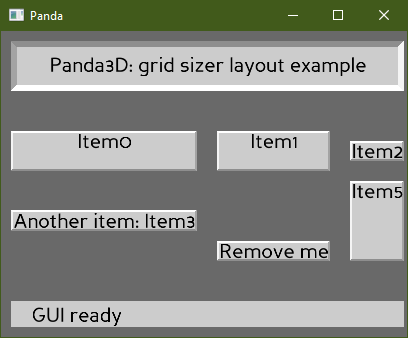 Panda
Panda3D: grid sizer layout example
Item0
Item1
Item2
Another item: Item3
Remove me
Item5
GUI ready